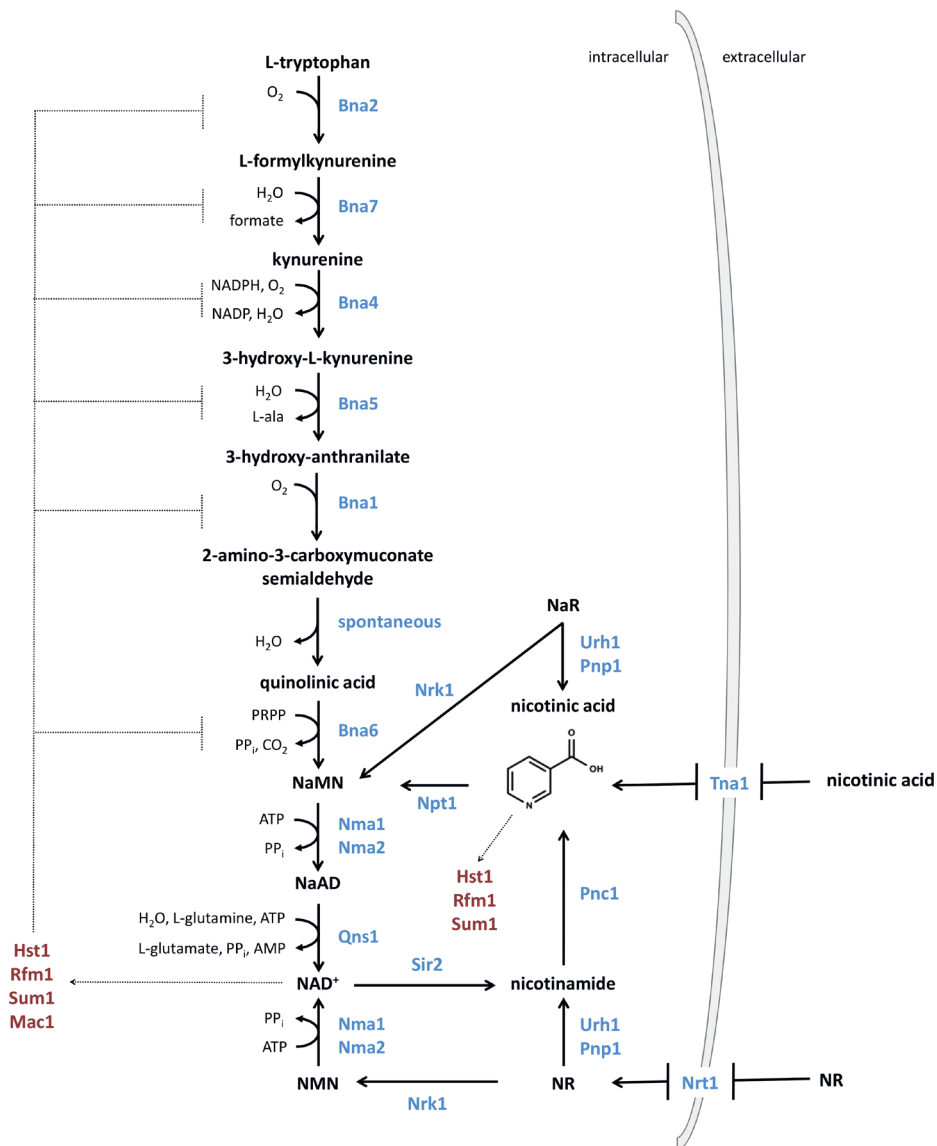 intracellular
extracellular
L-tryptophan
O₂
Bna2
L-formylkynurenine
H₂O
formate
Bna7
kynurenine
NADPH, O₂
NADP, H₂O
Bna4
3-hydroxy-L-kynurenine
H₂O
L-ala
Bna5
3-hydroxy-anthranilate
O₂
Bna1
2-amino-3-carboxymuconate
semialdehyde
H₂O
spontaneous
quinolinic acid
PRPP
PPᵢ, CO₂
Bna6
NaMN
ATP
PPᵢ
Nma1
Nma2
NaAD
H₂O, L-glutamine, ATP
L-glutamate, PPᵢ, AMP
Qns1
NAD⁺
PPᵢ
ATP
Nma1
Nma2
NMN
Hst1
Rfm1
Sum1
Mac1
NaR
Urh1
Pnp1
Nrk1
nicotinic acid
O
OH
N
Npt1
Hst1
Rfm1
Sum1
Pnc1
Sir2
nicotinamide
Urh1
Pnp1
NR
Nrk1
Tna1
nicotinic acid
Nrt1
NR